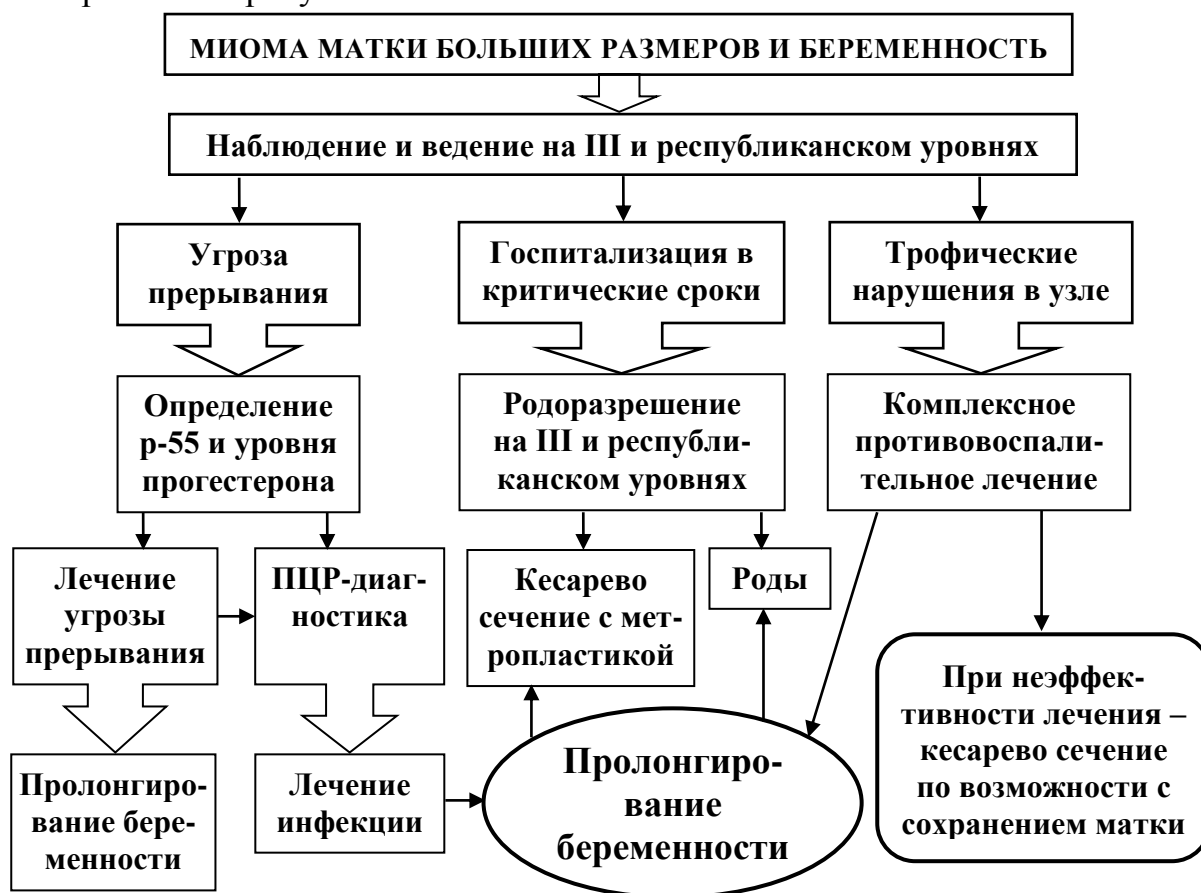 МИОМА МАТКИ БОЛЬШИХ РАЗМЕРОВ И БЕРЕМЕННОСТЬ
Наблюдение и ведение на III и республиканском уровнях
Угроза
прерывания
Госпитализация в
критические сроки
Трофические
нарушения в узле
Определение
р-55 и уровня
прогестерона
Родоразрешение
на III и республи-
канском уровнях
Комплексное
противовоспали-
тельное лечение
Лечение
угрозы
прерывания
ПЦР-диаг-
ностика
Кесарево
сечение с мет-
ропластикой
Роды
При неэффек-
тивности лечения –
кесарево сечение
по возможности с
сохранением матки
Пролонгиро-
вание бере-
менности
Лечение
инфекции
Пролонгиро-
вание
беременности